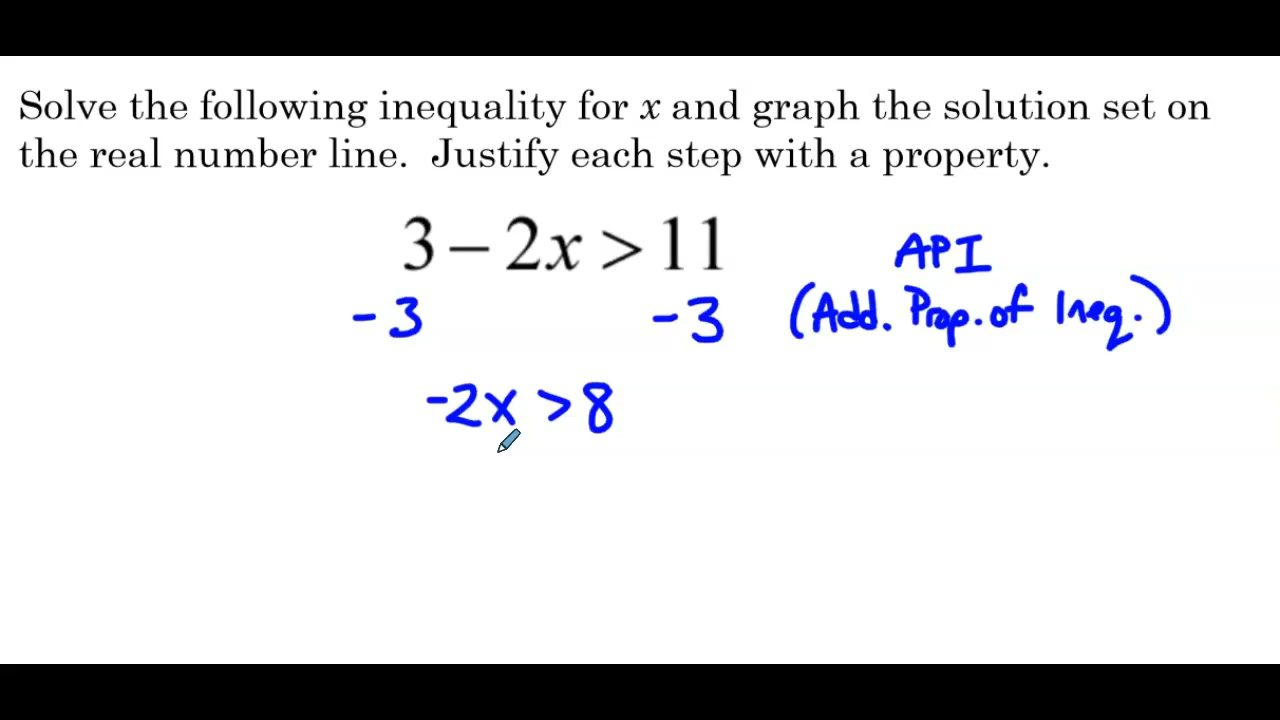 Solve the following inequality for x and graph the solution set on
the real number line. Justify each step with a property.
3 − 2x > 11
API
-3 -3 (Add. Prop. of Ineq.)
-2x > 8